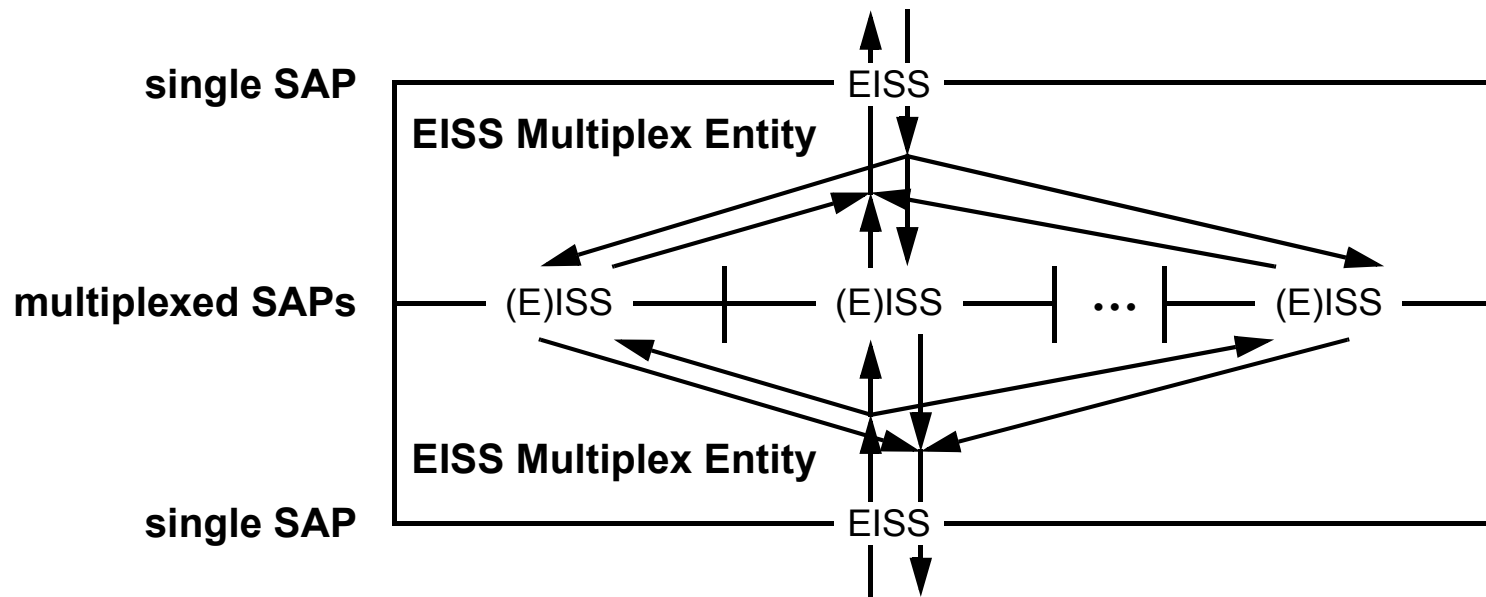 single SAP EISS
EISS Multiplex Entity
multiplexed SAPs (E)ISS (E)ISS ... (E)ISS
EISS Multiplex Entity
single SAP EISS